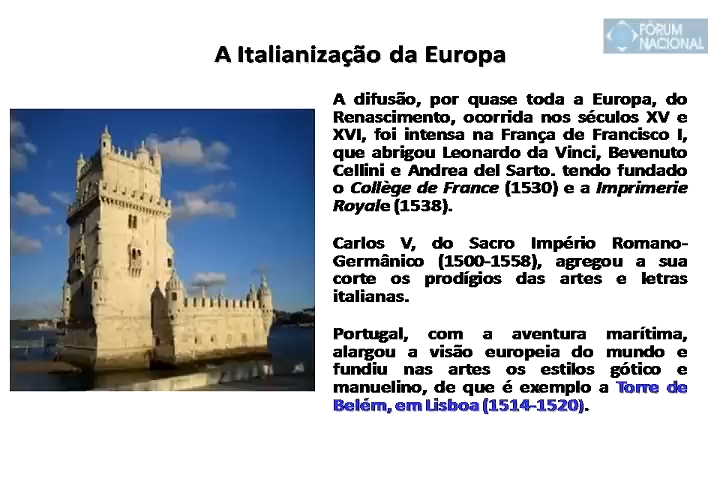 FÓRUM
NACIONAL
A Italianização da Europa
A difusão, por quase toda a Europa, do
Renascimento, ocorrida nos séculos XV e
XVI, foi intensa na França de Francisco I,
que abrigou Leonardo da Vinci, Bevenuto
Cellini e Andrea del Sarto. tendo fundado
o Collège de France (1530) e a Imprimerie
Royale (1538).
Carlos V, do Sacro Império Romano-
Germânico (1500-1558), agregou a sua
corte os prodígios das artes e letras
italianas.
Portugal, com a aventura marítima,
alargou a visão europeia do mundo e
fundiu nas artes os estilos gótico e
manuelino, de que é exemplo a Torre de
Belém, em Lisboa (1514-1520).